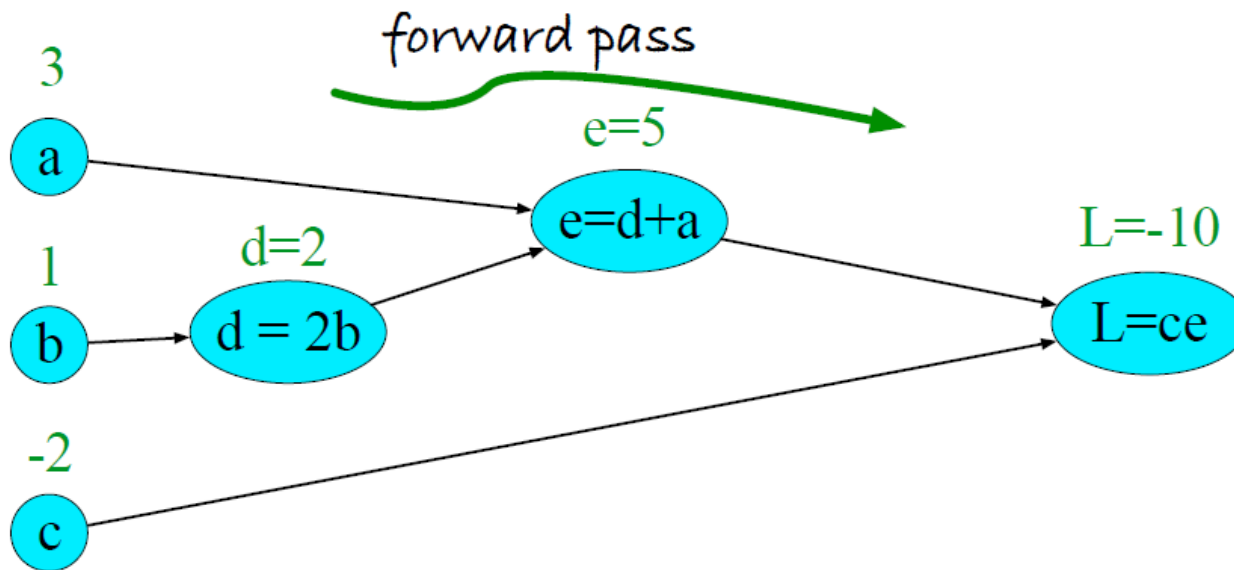 forward pass
3
a
e=5
e=d+a
L=-10
L=ce
1
b
d=2
d = 2b
-2
c